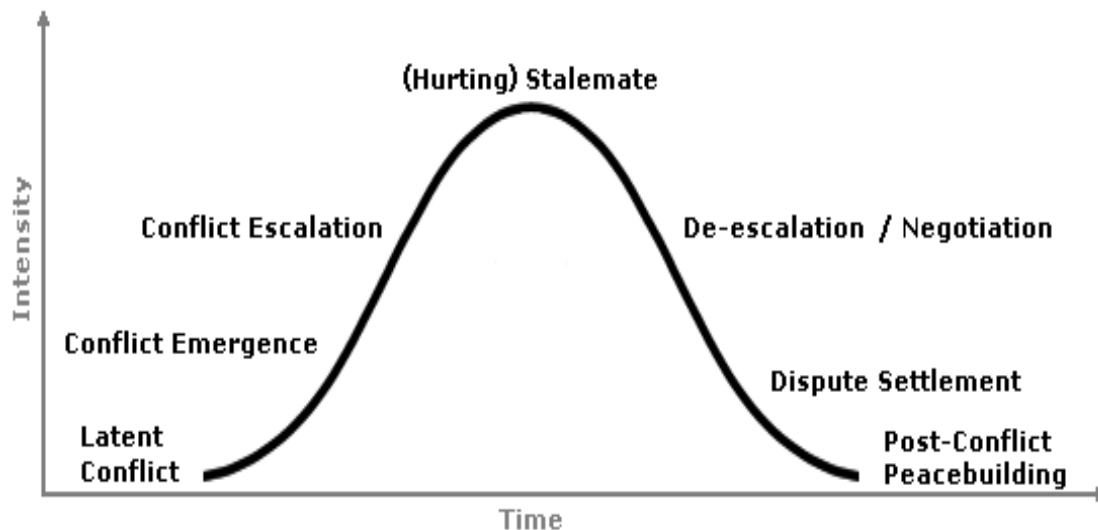 (Hurting) Stalemate
Conflict Escalation
De-escalation / Negotiation
Conflict Emergence
Dispute Settlement
Latent
Conflict
Post-Conflict
Peacebuilding
Intensity
Time